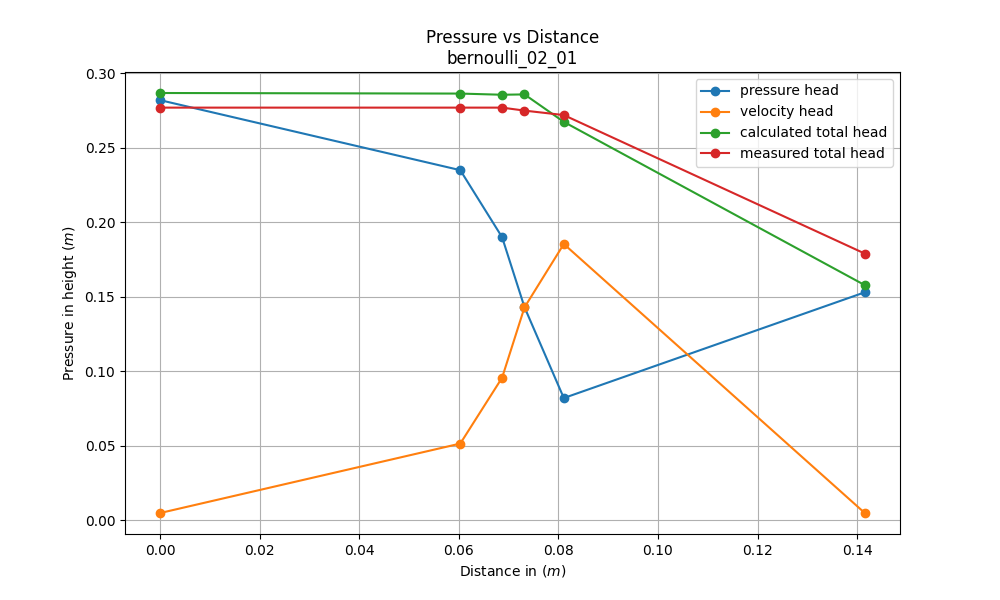 Pressure vs Distance
bernoulli_02_01
pressure head
velocity head
calculated total head
measured total head
Pressure in height (m)
0.30
0.25
0.20
0.15
0.10
0.05
0.00
0.00 0.02 0.04 0.06 0.08 0.10 0.12 0.14
Distance in (m)